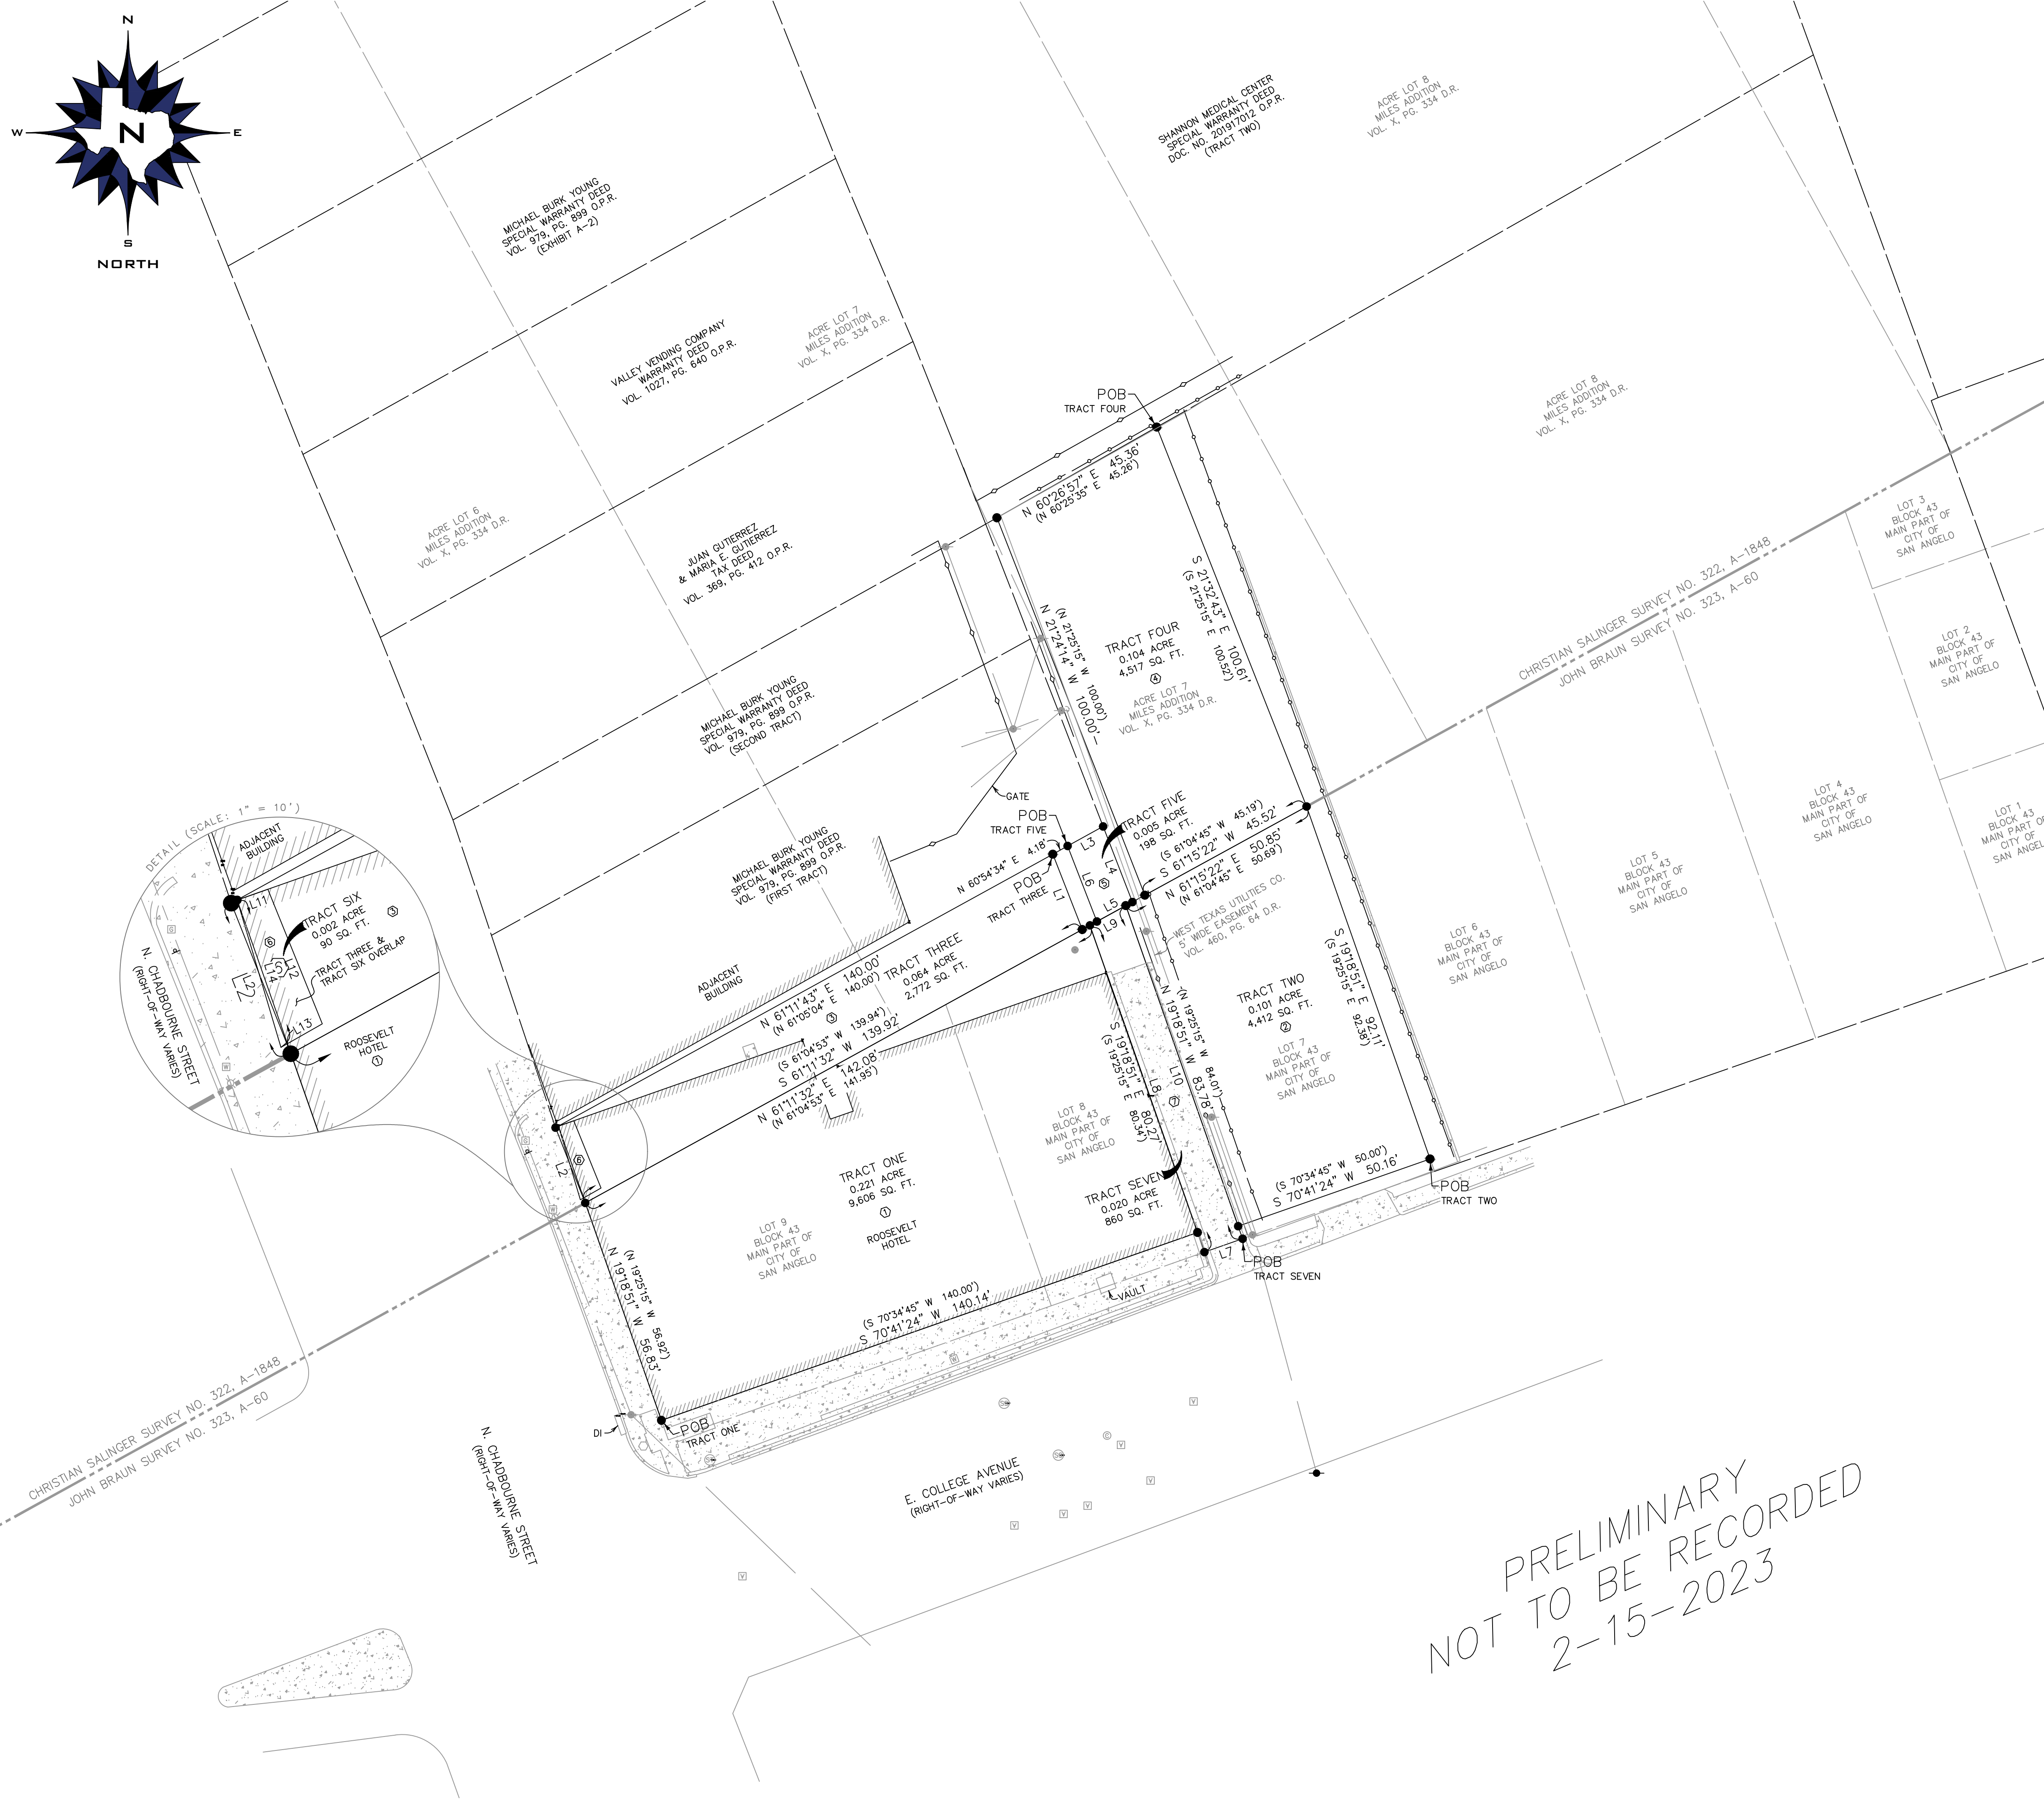 N
W
N
E
S
NORTH
SHANNON MEDICAL CENTER
SPECIAL WARRANTY DEED
DOC. NO. 201917012 O.P.R.
(TRACT TWO)
ACRE LOT 8
MILES ADDITION
VOL. X, PG. 334 D.R.
MICHAEL BURK YOUNG
SPECIAL WARRANTY DEED
VOL. 979, PG. 899 O.P.R.
(EXHIBIT A-2)
VALLEY VENDING COMPANY
WARRANTY DEED
VOL. 1027, PG. 640 O.P.R.
ACRE LOT 7
MILES ADDITION
VOL. X, PG. 334 D.R.
ACRE LOT 8
MILES ADDITION
VOL. X, PG. 334 D.R.
POB
TRACT FOUR
N 60°26'57" E 45.36'
(N 60°25'35" E 45.26')
ACRE LOT 6
MILES ADDITION
VOL. X, PG. 334 D.R.
JUAN GUTIERREZ
& MARIA E. GUTIERREZ
TAX DEED
VOL. 369, PG. 412 O.P.R.
LOT 3
BLOCK 43
MAIN PART OF
CITY OF
SAN ANGELO
CHRISTIAN SALINGER SURVEY NO. 322, A-1848
JOHN BRAUN SURVEY NO. 323, A-60
S 21°32'43" E 100.61'
(S 21°25'15" E 100.52')
(N 21°25'15" W 100.00')
N 21°24'14" W 100.00'
TRACT FOUR
0.104 ACRE
4,517 SQ. FT.
4
ACRE LOT 7
MILES ADDITION
VOL. X, PG. 334 D.R.
LOT 2
BLOCK 43
MAIN PART OF
CITY OF
SAN ANGELO
MICHAEL BURK YOUNG
SPECIAL WARRANTY DEED
VOL. 979, PG. 899 O.P.R.
(SECOND TRACT)
GATE
POB
TRACT FIVE
L3
TRACT FIVE
0.005 ACRE
198 SQ. FT.
(S 61°04'45" W 45.19')
S 61°15'22" W 45.52'
N 61°15'22" E 50.85'
(N 61°04'45" E 50.69')
LOT 4
BLOCK 43
MAIN PART OF
CITY OF
SAN ANGELO
LOT 1
BLOCK 43
MAIN PART OF
CITY OF
SAN ANGEL
LOT 5
BLOCK 43
MAIN PART OF
CITY OF
SAN ANGELO
LOT 6
BLOCK 43
MAIN PART OF
CITY OF
SAN ANGELO
MICHAEL BURK YOUNG
SPECIAL WARRANTY DEED
VOL. 979, PG. 899 O.P.R.
(FIRST TRACT)
N 60°54'34" E 4.18'
POB
TRACT THREE
L1
L6
5
L4
L5
L9
WEST TEXAS UTILITIES CO.
5' WIDE EASEMENT
VOL. 460, PG. 64 D.R.
DETAIL (SCALE: 1" = 10')
ADJACENT
BUILDING
L11
TRACT SIX
0.002 ACRE
90 SQ. FT.
3
6
TRACT THREE &
TRACT SIX OVERLAP
L2
L12
L13
N. CHADBOURNE STREET
(RIGHT-OF-WAY VARIES)
ROOSEVELT
HOTEL
1
ADJACENT
BUILDING
N 61°11'43" E 140.00'
(N 61°05'04" E 140.00')
3
TRACT THREE
0.064 ACRE
2,772 SQ. FT.
(S 61°04'53" W 139.94')
S 61°11'32" W 139.92'
N 61°11'32" E 142.08'
(N 61°04'53" E 141.95')
TRACT TWO
0.101 ACRE
4,412 SQ. FT.
2
LOT 7
BLOCK 43
MAIN PART OF
CITY OF
SAN ANGELO
S 19°18'51" E 92.11'
(S 19°25'15" E 92.38')
(N 19°25'15" W 84.01')
N 19°18'51" W 83.78'
L10
7
L8
S 19°18'51" E 80.27'
(S 19°25'15" E 80.34')
LOT 8
BLOCK 43
MAIN PART OF
CITY OF
SAN ANGELO
L2
6
TRACT ONE
0.221 ACRE
9,606 SQ. FT.
1
ROOSEVELT
HOTEL
TRACT SEVEN
0.020 ACRE
860 SQ. FT.
(S 70°34'45" W 50.00')
S 70°41'24" W 50.16'
POB
TRACT TWO
LOT 9
BLOCK 43
MAIN PART OF
CITY OF
SAN ANGELO
L7
POB
TRACT SEVEN
VAULT
(N 19°25'15" W 56.92')
N 19°18'51" W 56.83'
(S 70°34'45" W 140.00')
S 70°41'24" W 140.14'
CHRISTIAN SALINGER SURVEY NO. 322, A-1848
JOHN BRAUN SURVEY NO. 323, A-60
DI
POB
TRACT ONE
N. CHADBOURNE STREET
(RIGHT-OF-WAY VARIES)
E. COLLEGE AVENUE
(RIGHT-OF-WAY VARIES)
PRELIMINARY
NOT TO BE RECORDED
2-15-2023